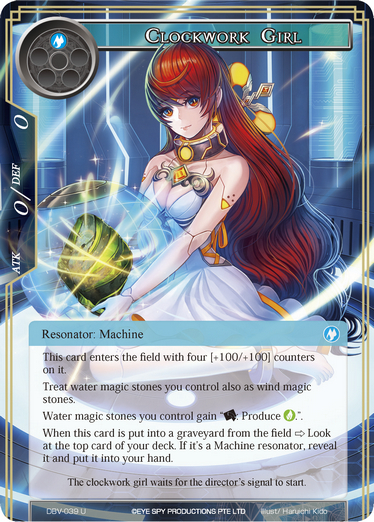 Clockwork Girl
ATK 0 / DEF 0
Resonator: Machine
This card enters the field with four [+100/+100] counters
on it.
Treat water magic stones you control also as wind magic
stones.
Water magic stones you control gain “: Produce .”.
When this card is put into a graveyard from the field ⇨ Look
at the top card of your deck. If it's a Machine resonator, reveal
it and put it into your hand.
The clockwork girl waits for the director's signal to start.
DBV-039 U
©EYE SPY PRODUCTIONS PTE LTD
Illust/ Haruichi Kido